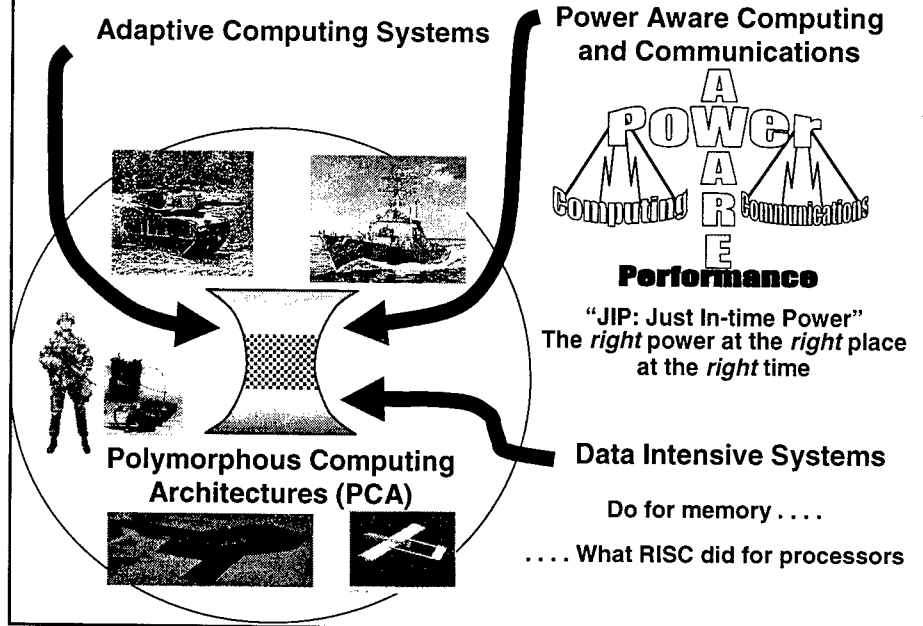 Adaptive Computing Systems
Power Aware Computing
and Communications
Power
AWARE
Computing
Communications
Performance
"JIP: Just In-time Power"
The right power at the right place
at the right time
Polymorphous Computing
Architectures (PCA)
Data Intensive Systems
Do for memory . . . .
. . . . What RISC did for processors